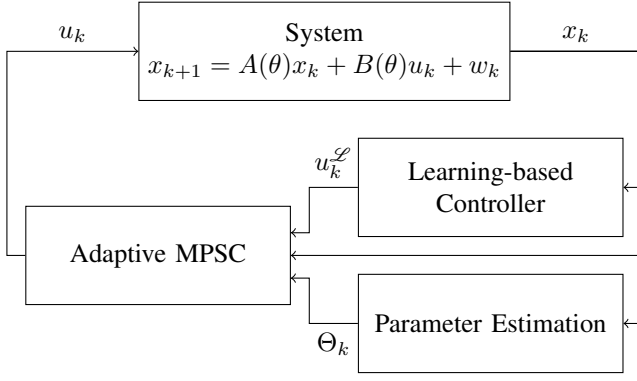 u_k
System
x_{k+1} = A(θ)x_k + B(θ)u_k + w_k
x_k
u_k^ℒ
Learning-based
Controller
Adaptive MPSC
Θ_k
Parameter Estimation